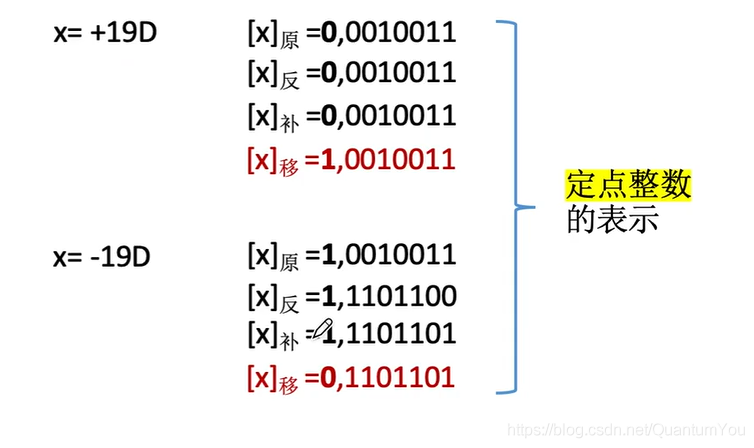 x= +19D
[x]原 =0,0010011
[x]反 =0,0010011
[x]补 =0,0010011
[x]移 =1,0010011
x= -19D
[x]原 =1,0010011
[x]反 =1,1101100
[x]补 =1,1101101
[x]移 =0,1101101
定点整数
的表示
https://blog.csdn.net/QuantumYou